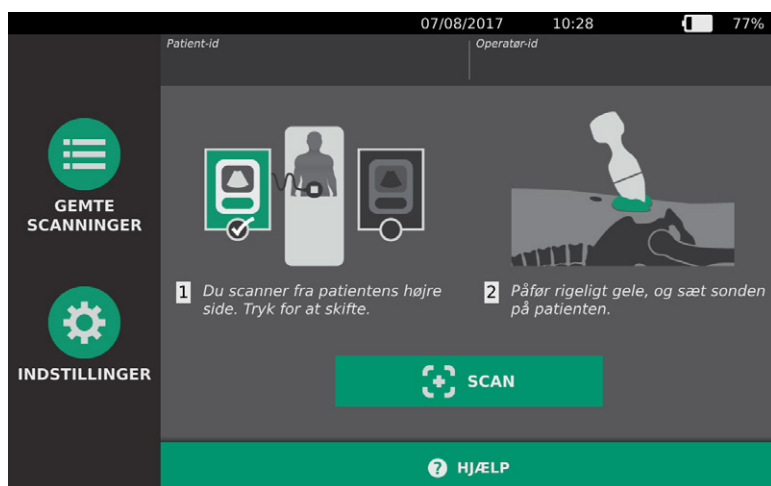 07/08/2017 10:28 77%
Patient-id
Operatør-id
GEMTE
SCANNINGER
INDSTILLINGER
1 Du scanner fra patientens højre
side. Tryk for at skifte.
2 Påfør rigeligt gele, og sæt sonden
på patienten.
SCAN
? HJÆLP